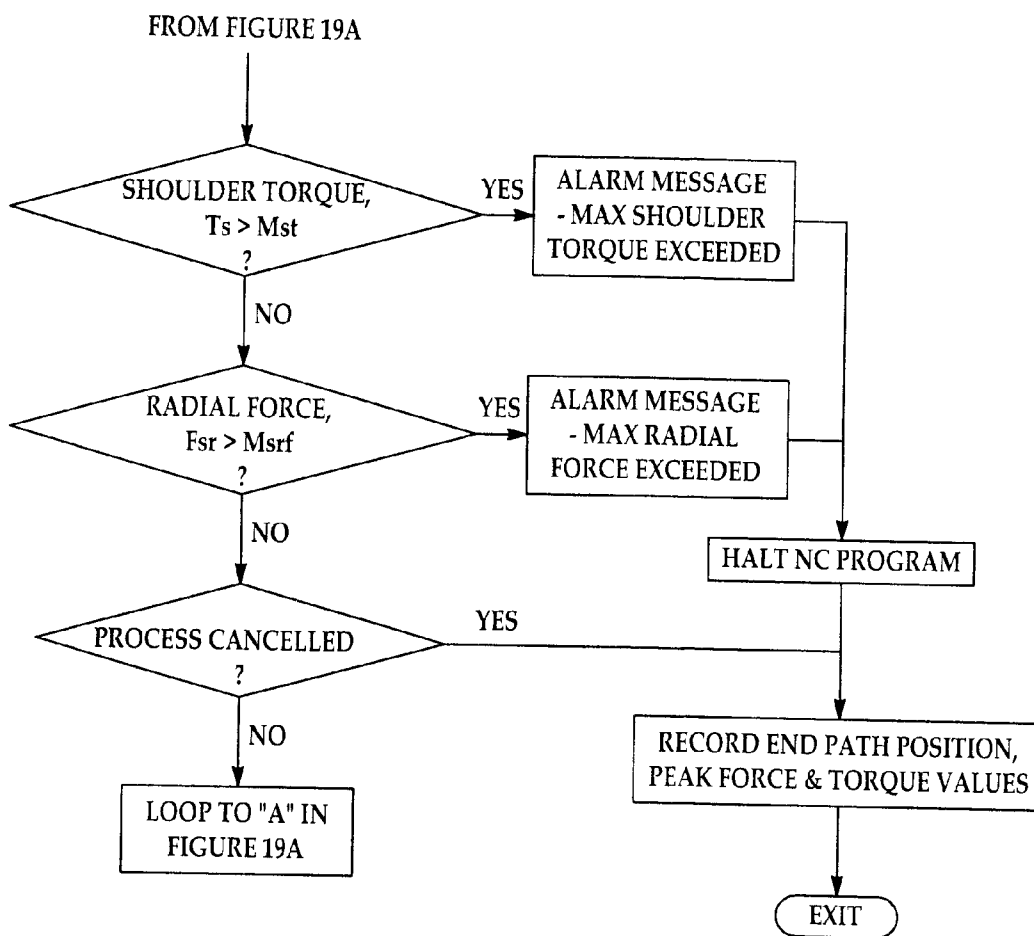 FROM FIGURE 19A
SHOULDER TORQUE,
Ts > Mst
?
YES
ALARM MESSAGE
- MAX SHOULDER
TORQUE EXCEEDED
NO
RADIAL FORCE,
Fsr > Msrf
?
YES
ALARM MESSAGE
- MAX RADIAL
FORCE EXCEEDED
NO
HALT NC PROGRAM
PROCESS CANCELLED
?
YES
NO
RECORD END PATH POSITION,
PEAK FORCE & TORQUE VALUES
LOOP TO "A" IN
FIGURE 19A
EXIT